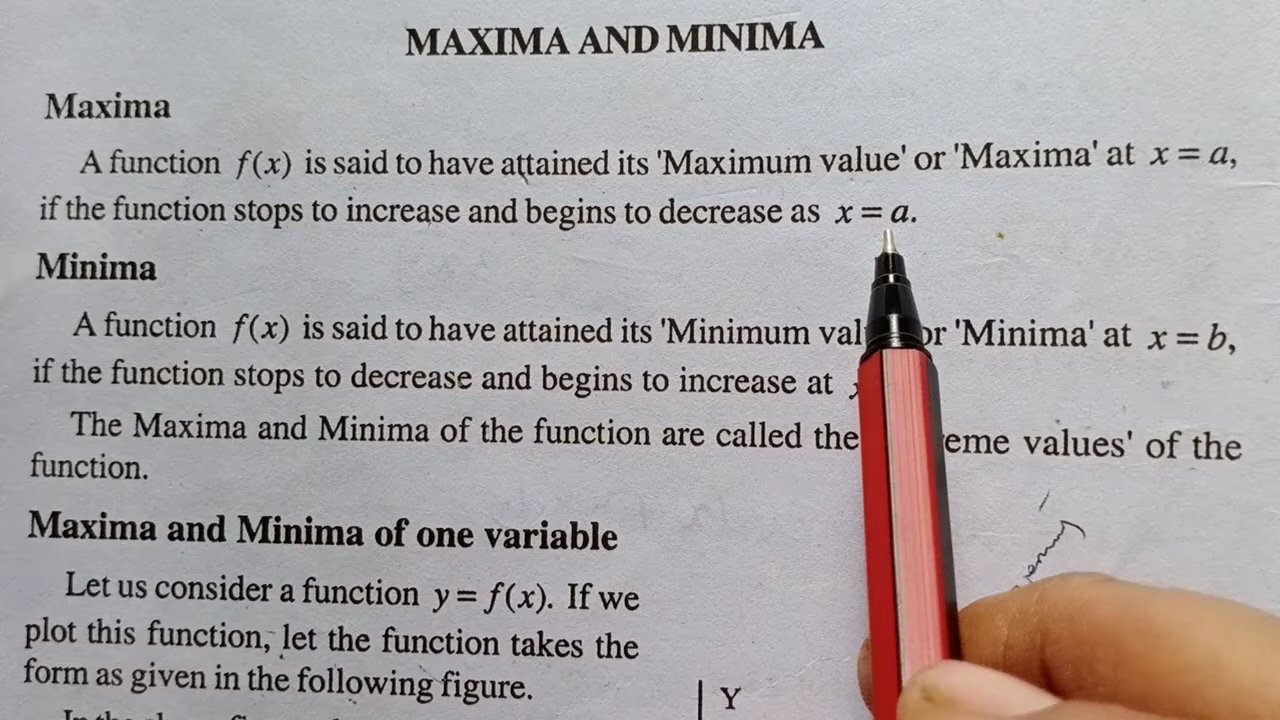 MAXIMA AND MINIMA
Maxima
A function f(x) is said to have attained its 'Maximum value' or 'Maxima' at x = a,
if the function stops to increase and begins to decrease as x = a.
Minima
A function f(x) is said to have attained its 'Minimum or 'Minima' at x = b,
if the function stops to decrease and begins to increase at
The Maxima and Minima of the function are called the values' of the
function.
Maxima and Minima of one variable
Let us consider a function y = f(x). If we
plot this function, let the function takes the
form as given in the following figure.
Y